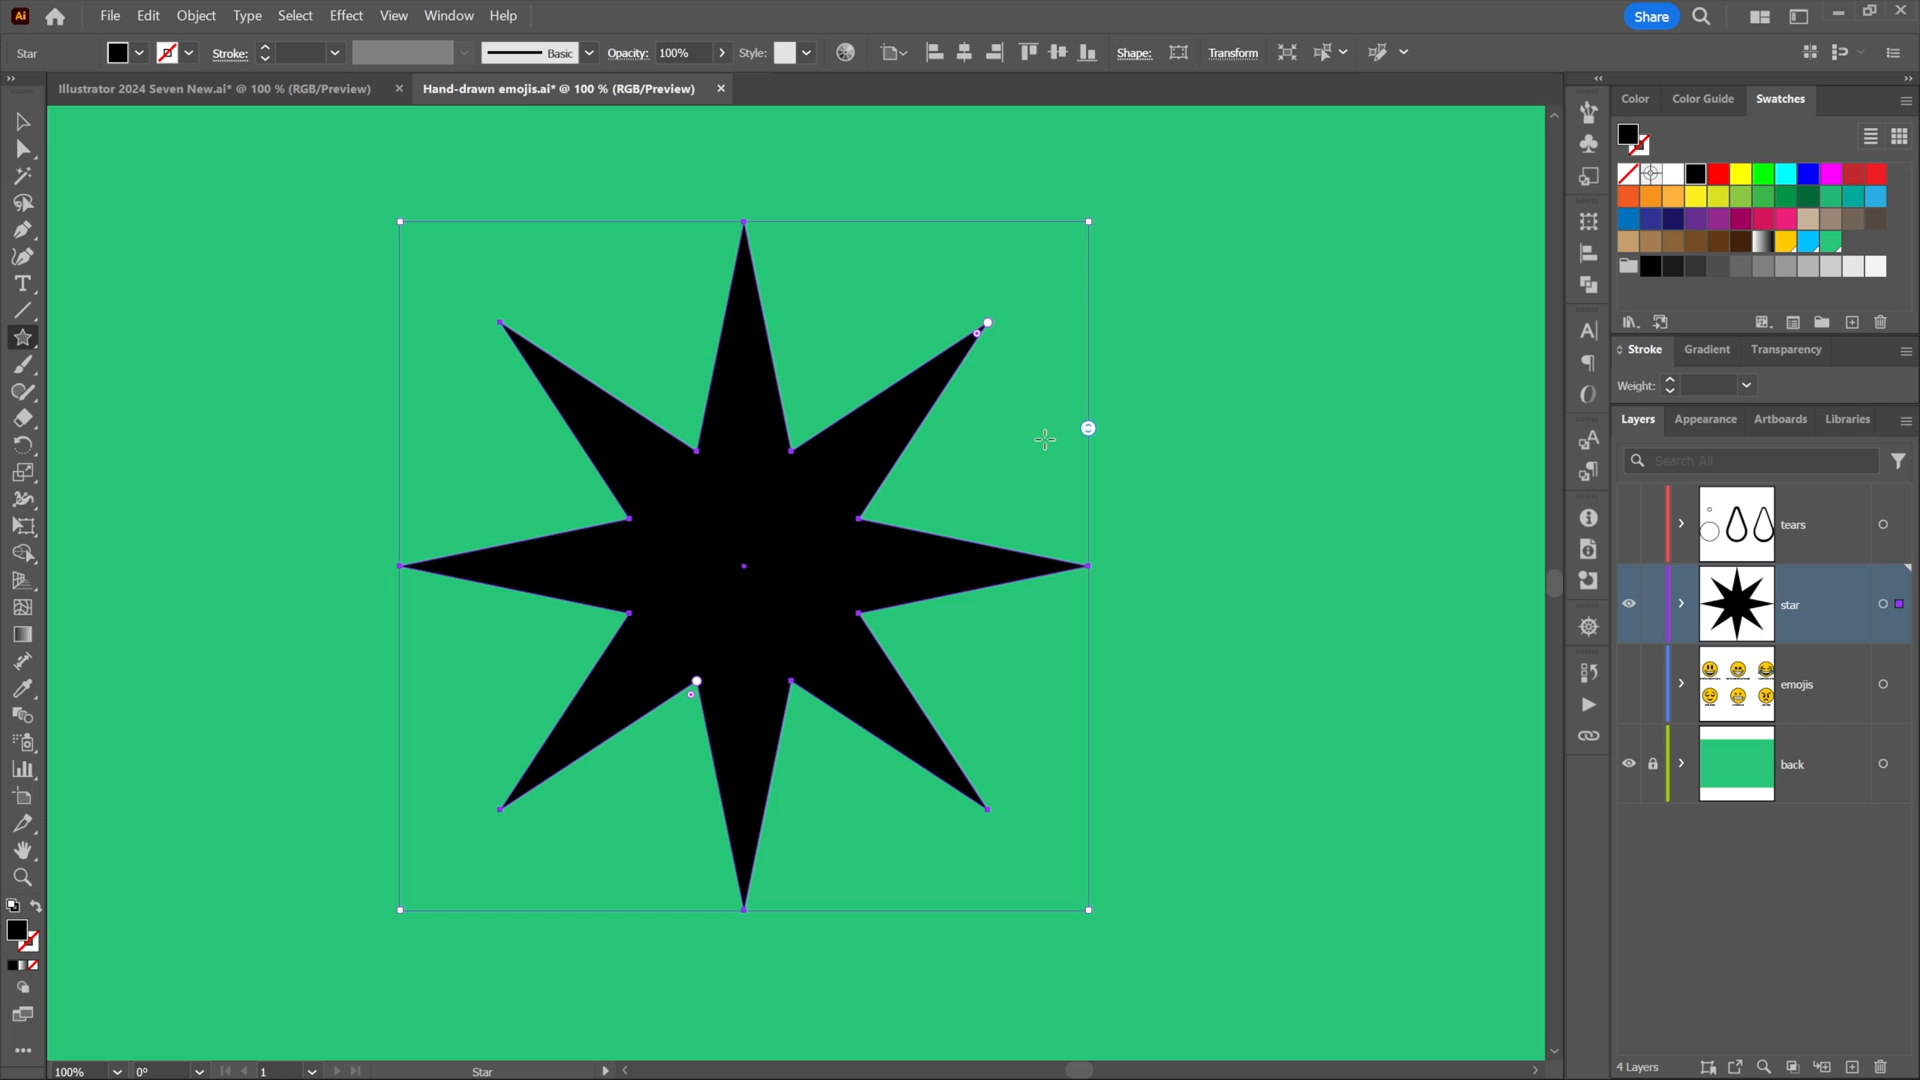 Ai File Edit Object Type Select Effect View Window Help Share
Star Stroke: Basic Opacity: 100% Style: Shape: Transform
Illustrator 2024 Seven New.ai* @ 100 % (RGB/Preview) Hand-drawn emojis.ai* @ 100 % (RGB/Preview)
Color Color Guide Swatches
Stroke Gradient Transparency
Weight:
Layers Appearance Artboards Libraries
Search All
tears
star
emojis
back
100% 0° 1 Star 4 Layers